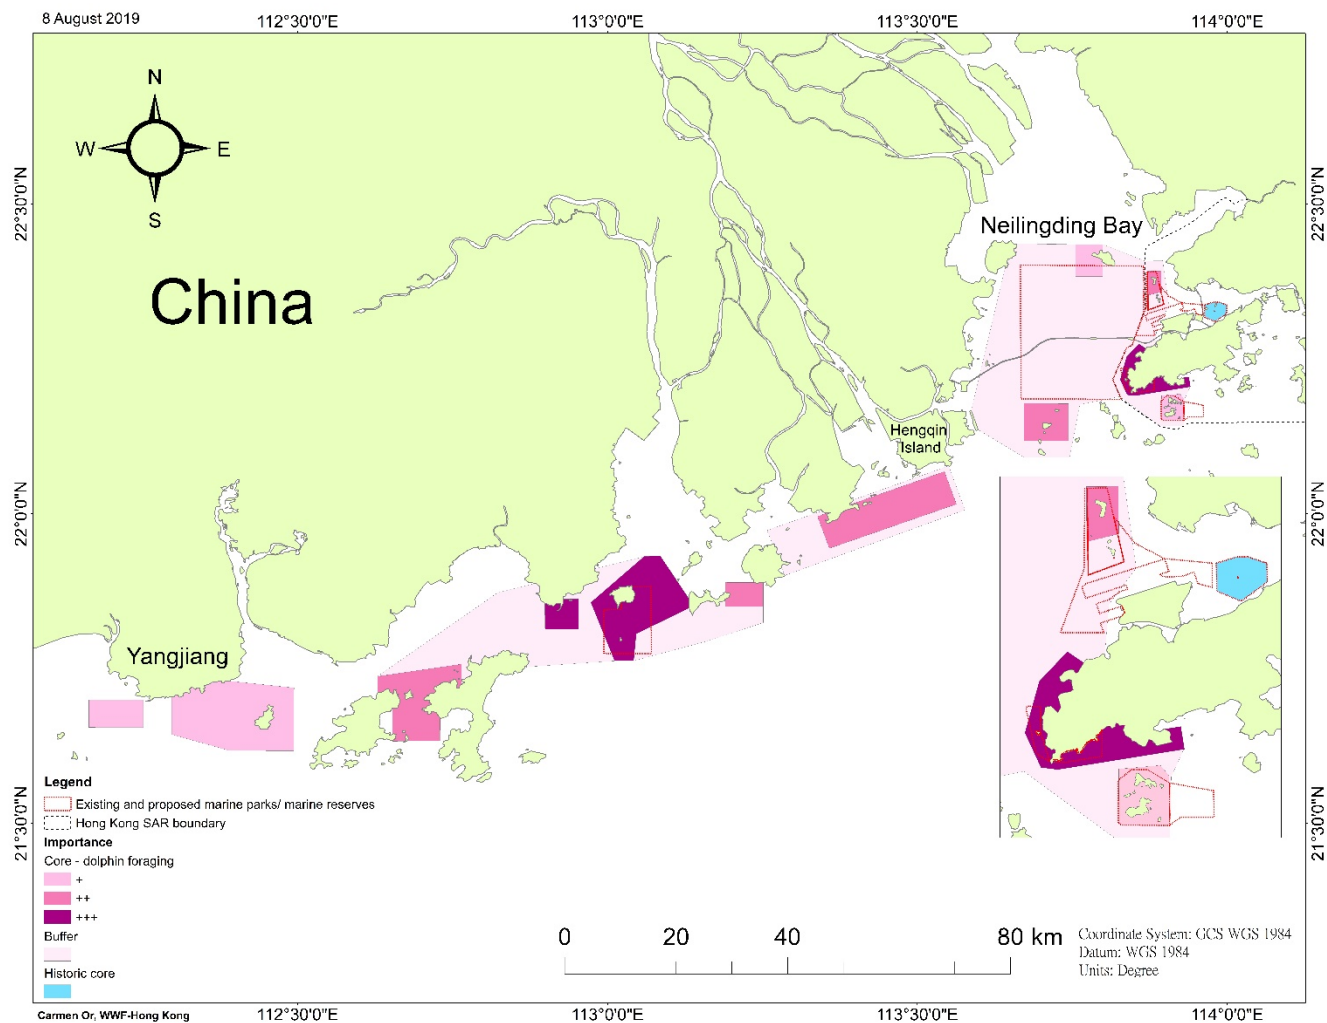 8 August 2019
112°30'0"E
113°0'0"E
113°30'0"E
114°0'0"E
N
W
E
S
22°30'0"N
22°30'0"N
Neilingding Bay
China
Hengqin
Island
22°0'0"N
22°0'0"N
Yangjiang
21°30'0"N
21°30'0"N
Legend
Existing and proposed marine parks/ marine reserves
Hong Kong SAR boundary
Importance
Core - dolphin foraging
+
++
+++
Buffer
Historic core
0
20
40
80 km
Coordinate System: GCS WGS 1984
Datum: WGS 1984
Units: Degree
Carmen Or, WWF-Hong Kong
112°30'0"E
113°0'0"E
113°30'0"E
114°0'0"E